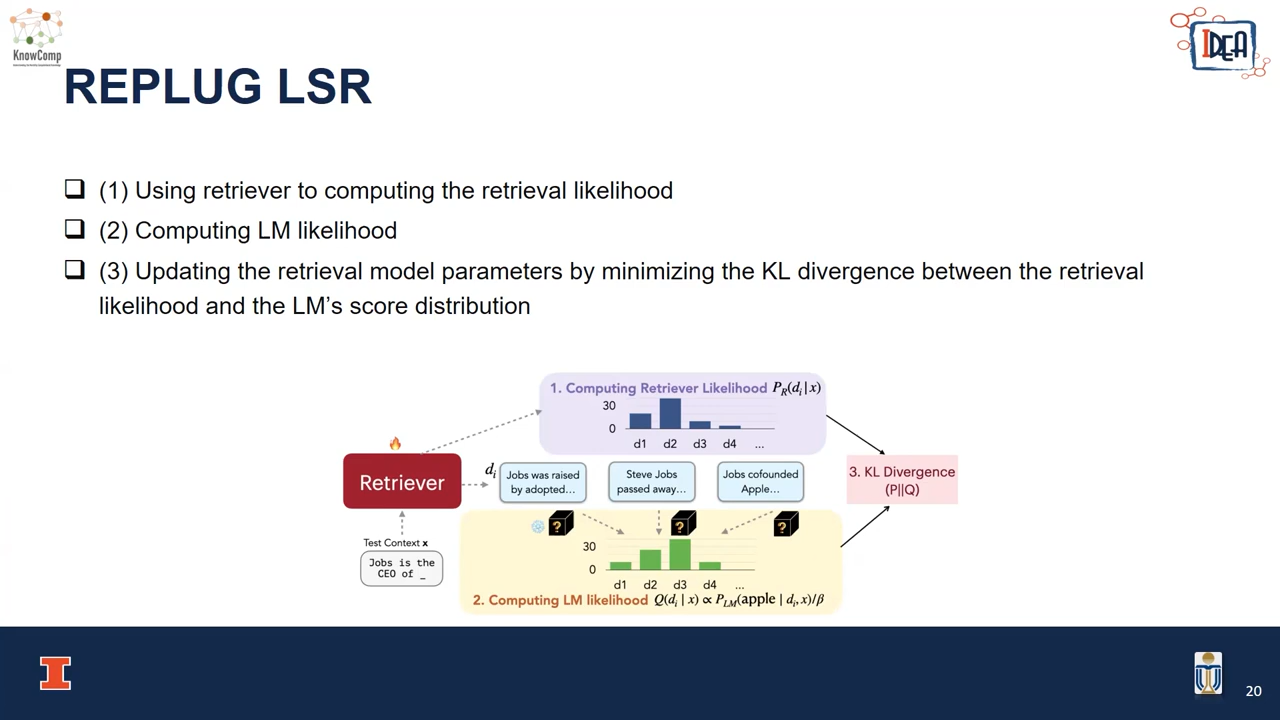 KnowComp
IDEA
REPLUG LSR
(1) Using retriever to computing the retrieval likelihood
(2) Computing LM likelihood
(3) Updating the retrieval model parameters by minimizing the KL divergence between the retrieval
likelihood and the LM's score distribution
1. Computing Retriever Likelihood P_R(d_i|x)
30
0
d1 d2 d3 d4 ...
Retriever
d_i
Jobs was raised
by adopted...
Steve Jobs
passed away...
Jobs cofounded
Apple...
3. KL Divergence
(P||Q)
Test Context x
Jobs is the
CEO of _
? ? ?
30
0
d1 d2 d3 d4 ...
2. Computing LM likelihood Q(d_i | x) ∝ P_LM(apple | d_i, x)/β
I
20